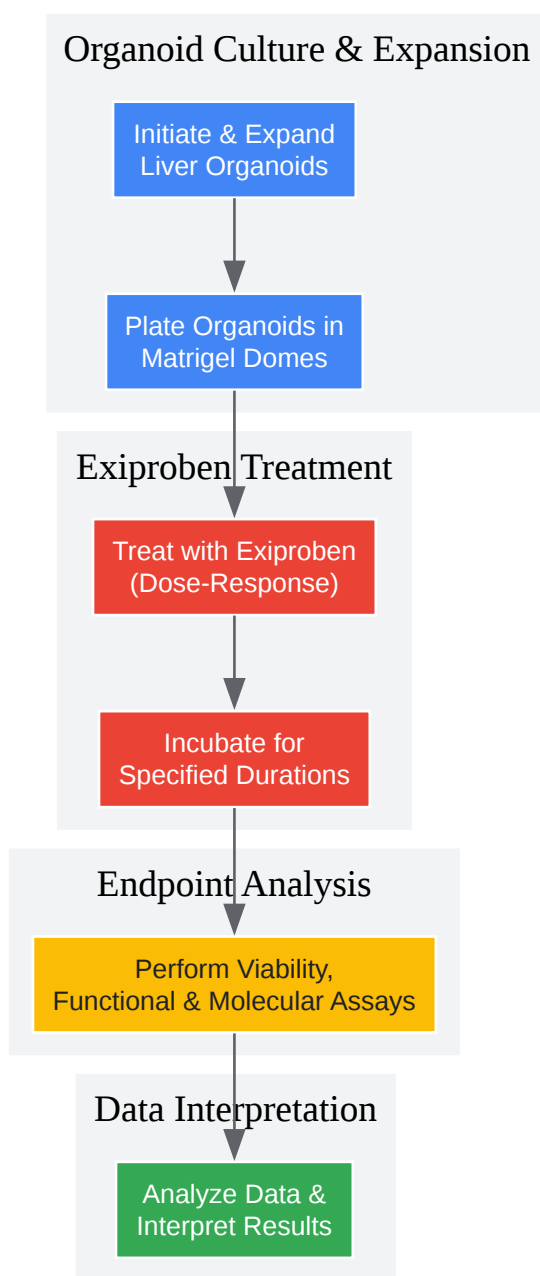 Organoid Culture & Expansion
Initiate & Expand
Liver Organoids
Plate Organoids in
Matrigel Domes
Exiproben Treatment
Treat with Exiproben
(Dose-Response)
Incubate for
Specified Durations
Endpoint Analysis
Perform Viability,
Functional & Molecular Assays
Data Interpretation
Analyze Data &
Interpret Results